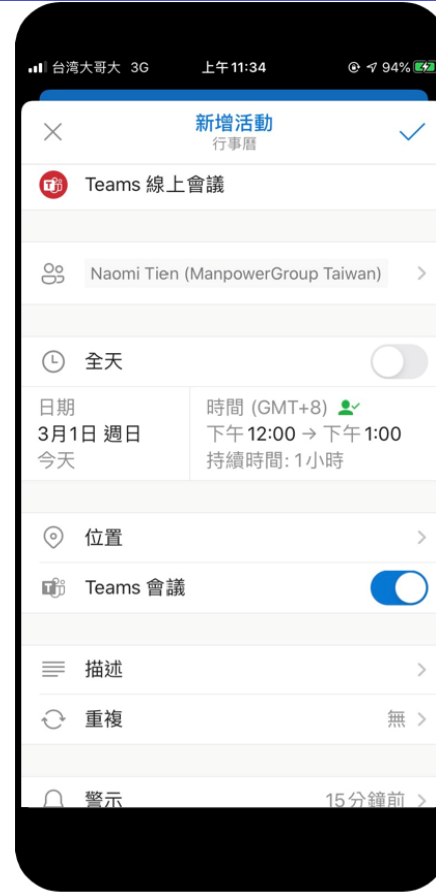 台湾大哥大 3G 上午11:34 94%
新增活動
行事曆
Teams 線上會議
Naomi Tien (ManpowerGroup Taiwan)
全天
日期
3月1日 週日
今天
時間 (GMT+8)
下午12:00 → 下午1:00
持續時間: 1小時
位置
Teams 會議
描述
重複 無
警示 15分鐘前